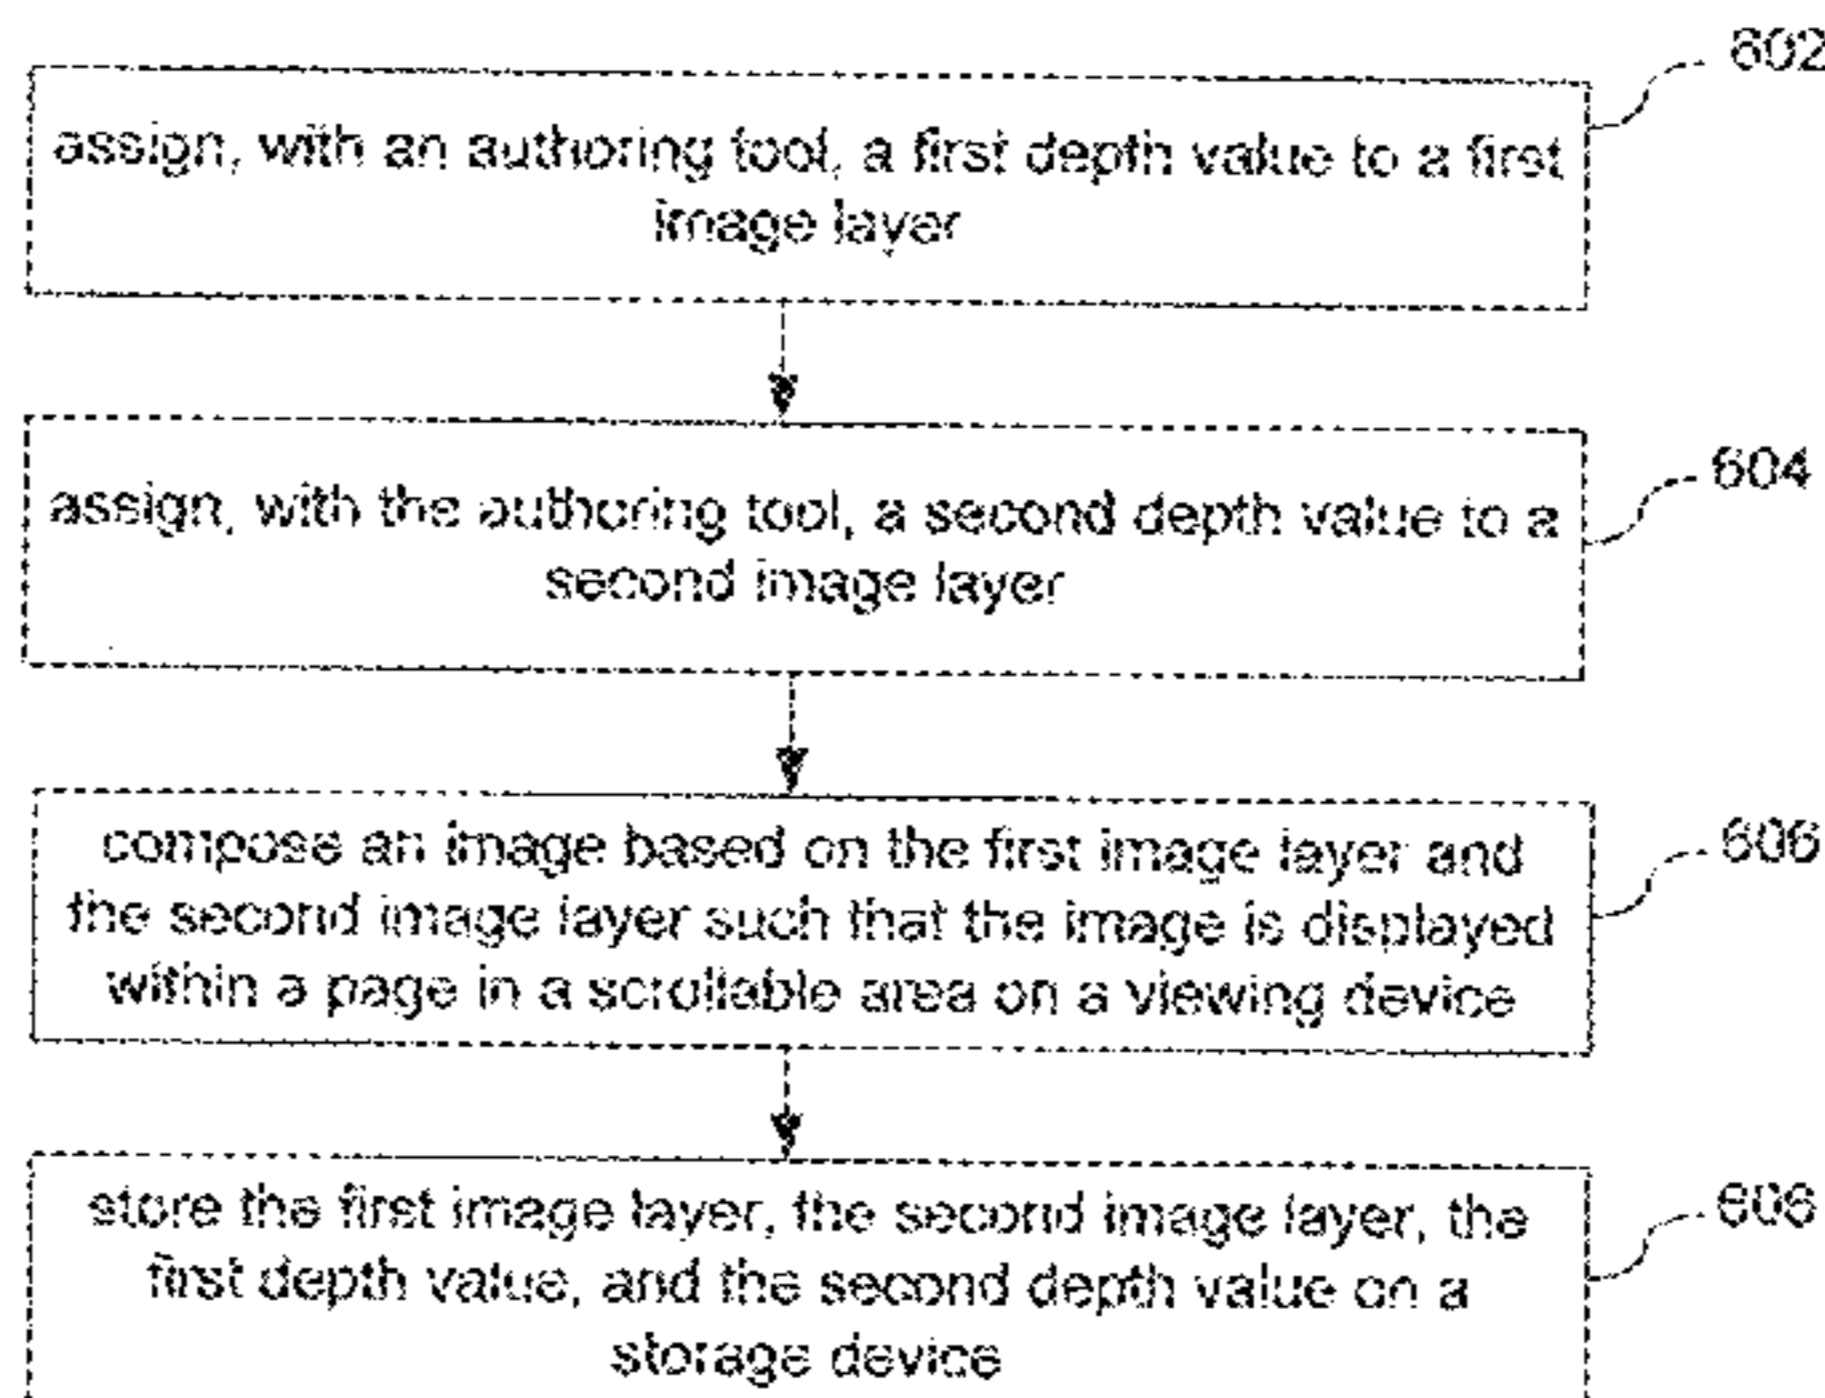 602
assign, with an authoring tool, a first depth value to a first
image layer
604
assign, with the authoring tool, a second depth value to a
second image layer
606
compose an image based on the first image layer and
the second image layer such that the image is displayed
within a page in a scrollable area on a viewing device
store the first image layer, the second image layer, the
first depth value, and the second depth value on a
storage device